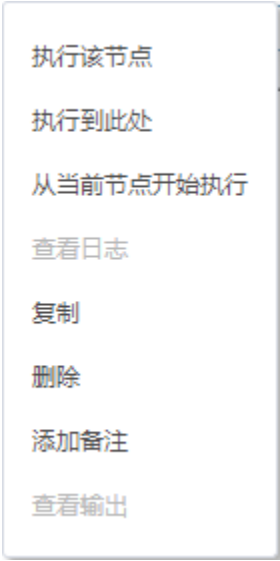 执行该节点
执行到此处
从当前节点开始执行
查看日志
复制
删除
添加备注
查看输出